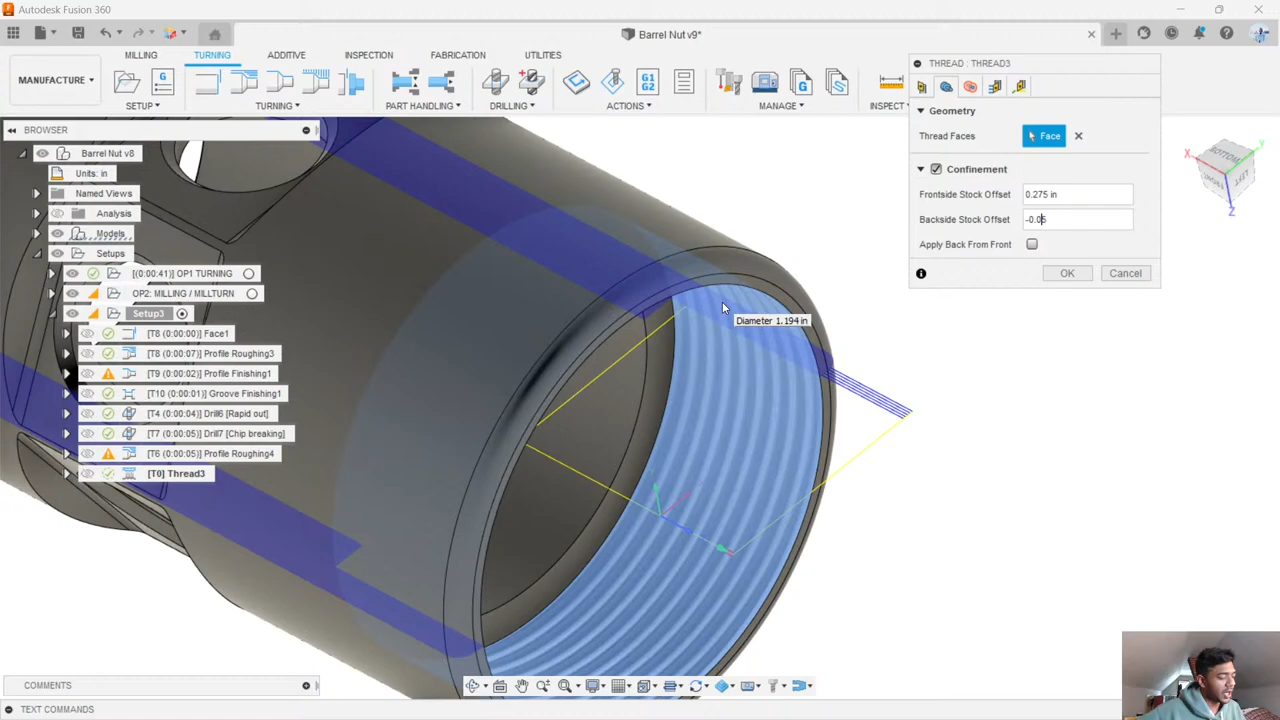 Autodesk Fusion 360
Barrel Nut v9*
MILLING TURNING ADDITIVE INSPECTION FABRICATION UTILITIES
MANUFACTURE
G
G1
G2
G
SETUP TURNING PART HANDLING DRILLING ACTIONS MANAGE INSPECT
BROWSER
Barrel Nut v8
Units: in
Named Views
Analysis
Models
Setups
[(0:00:41)] OP1 TURNING
OP2: MILLING / MILLTURN
Setup3
[T8 (0:00:00)] Face1
[T8 (0:00:07)] Profile Roughing3
[T9 (0:00:02)] Profile Finishing1
[T10 (0:00:01)] Groove Finishing1
[T4 (0:00:04)] Drill6 [Rapid out]
[T7 (0:00:05)] Drill7 [Chip breaking]
[T6 (0:00:05)] Profile Roughing4
[T0] Thread3
THREAD : THREAD3
Geometry
Thread Faces Face
Confinement
Frontside Stock Offset 0.275 in
Backside Stock Offset -0.05
Apply Back From Front
OK Cancel
BOTTOM
LEFT
X
Y
Z
Diameter 1.194 in
COMMENTS
TEXT COMMANDS